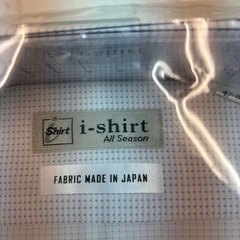 i Shirt
i-shirt
All Season
FABRIC MADE IN JAPAN